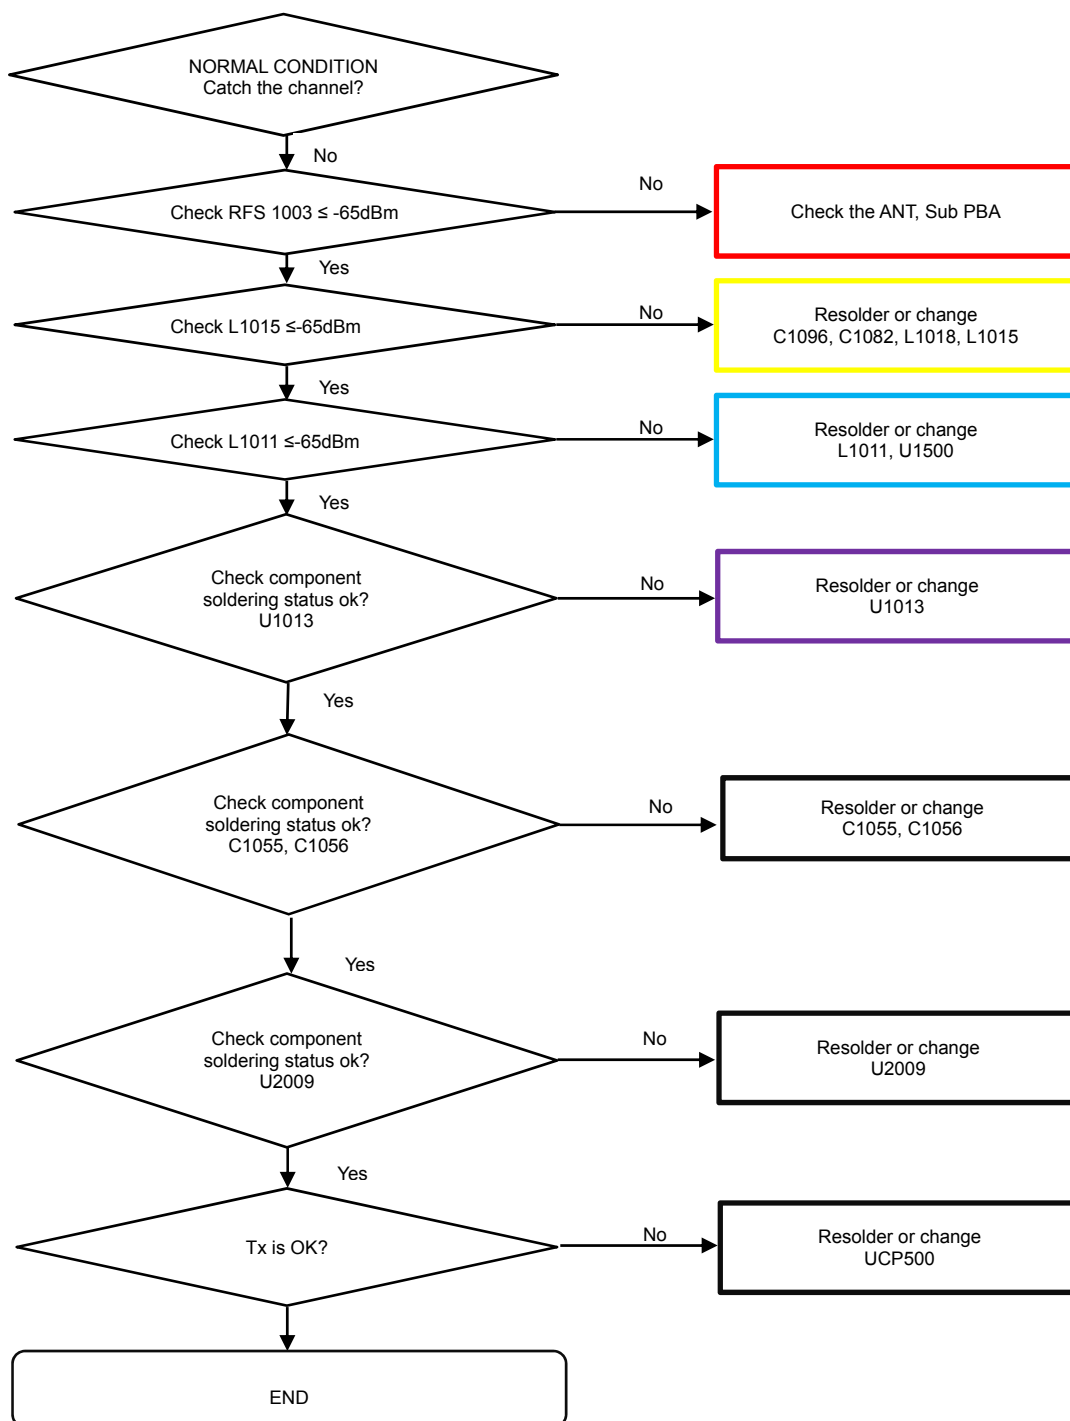 NORMAL CONDITION
Catch the channel?
No
Check RFS 1003 ≤ -65dBm
No
Check the ANT, Sub PBA
Yes
Check L1015 ≤-65dBm
No
Resolder or change
C1096, C1082, L1018, L1015
Yes
Check L1011 ≤-65dBm
No
Resolder or change
L1011, U1500
Yes
Check component
soldering status ok?
U1013
No
Resolder or change
U1013
Yes
Check component
soldering status ok?
C1055, C1056
No
Resolder or change
C1055, C1056
Yes
Check component
soldering status ok?
U2009
No
Resolder or change
U2009
Yes
Tx is OK?
No
Resolder or change
UCP500
END